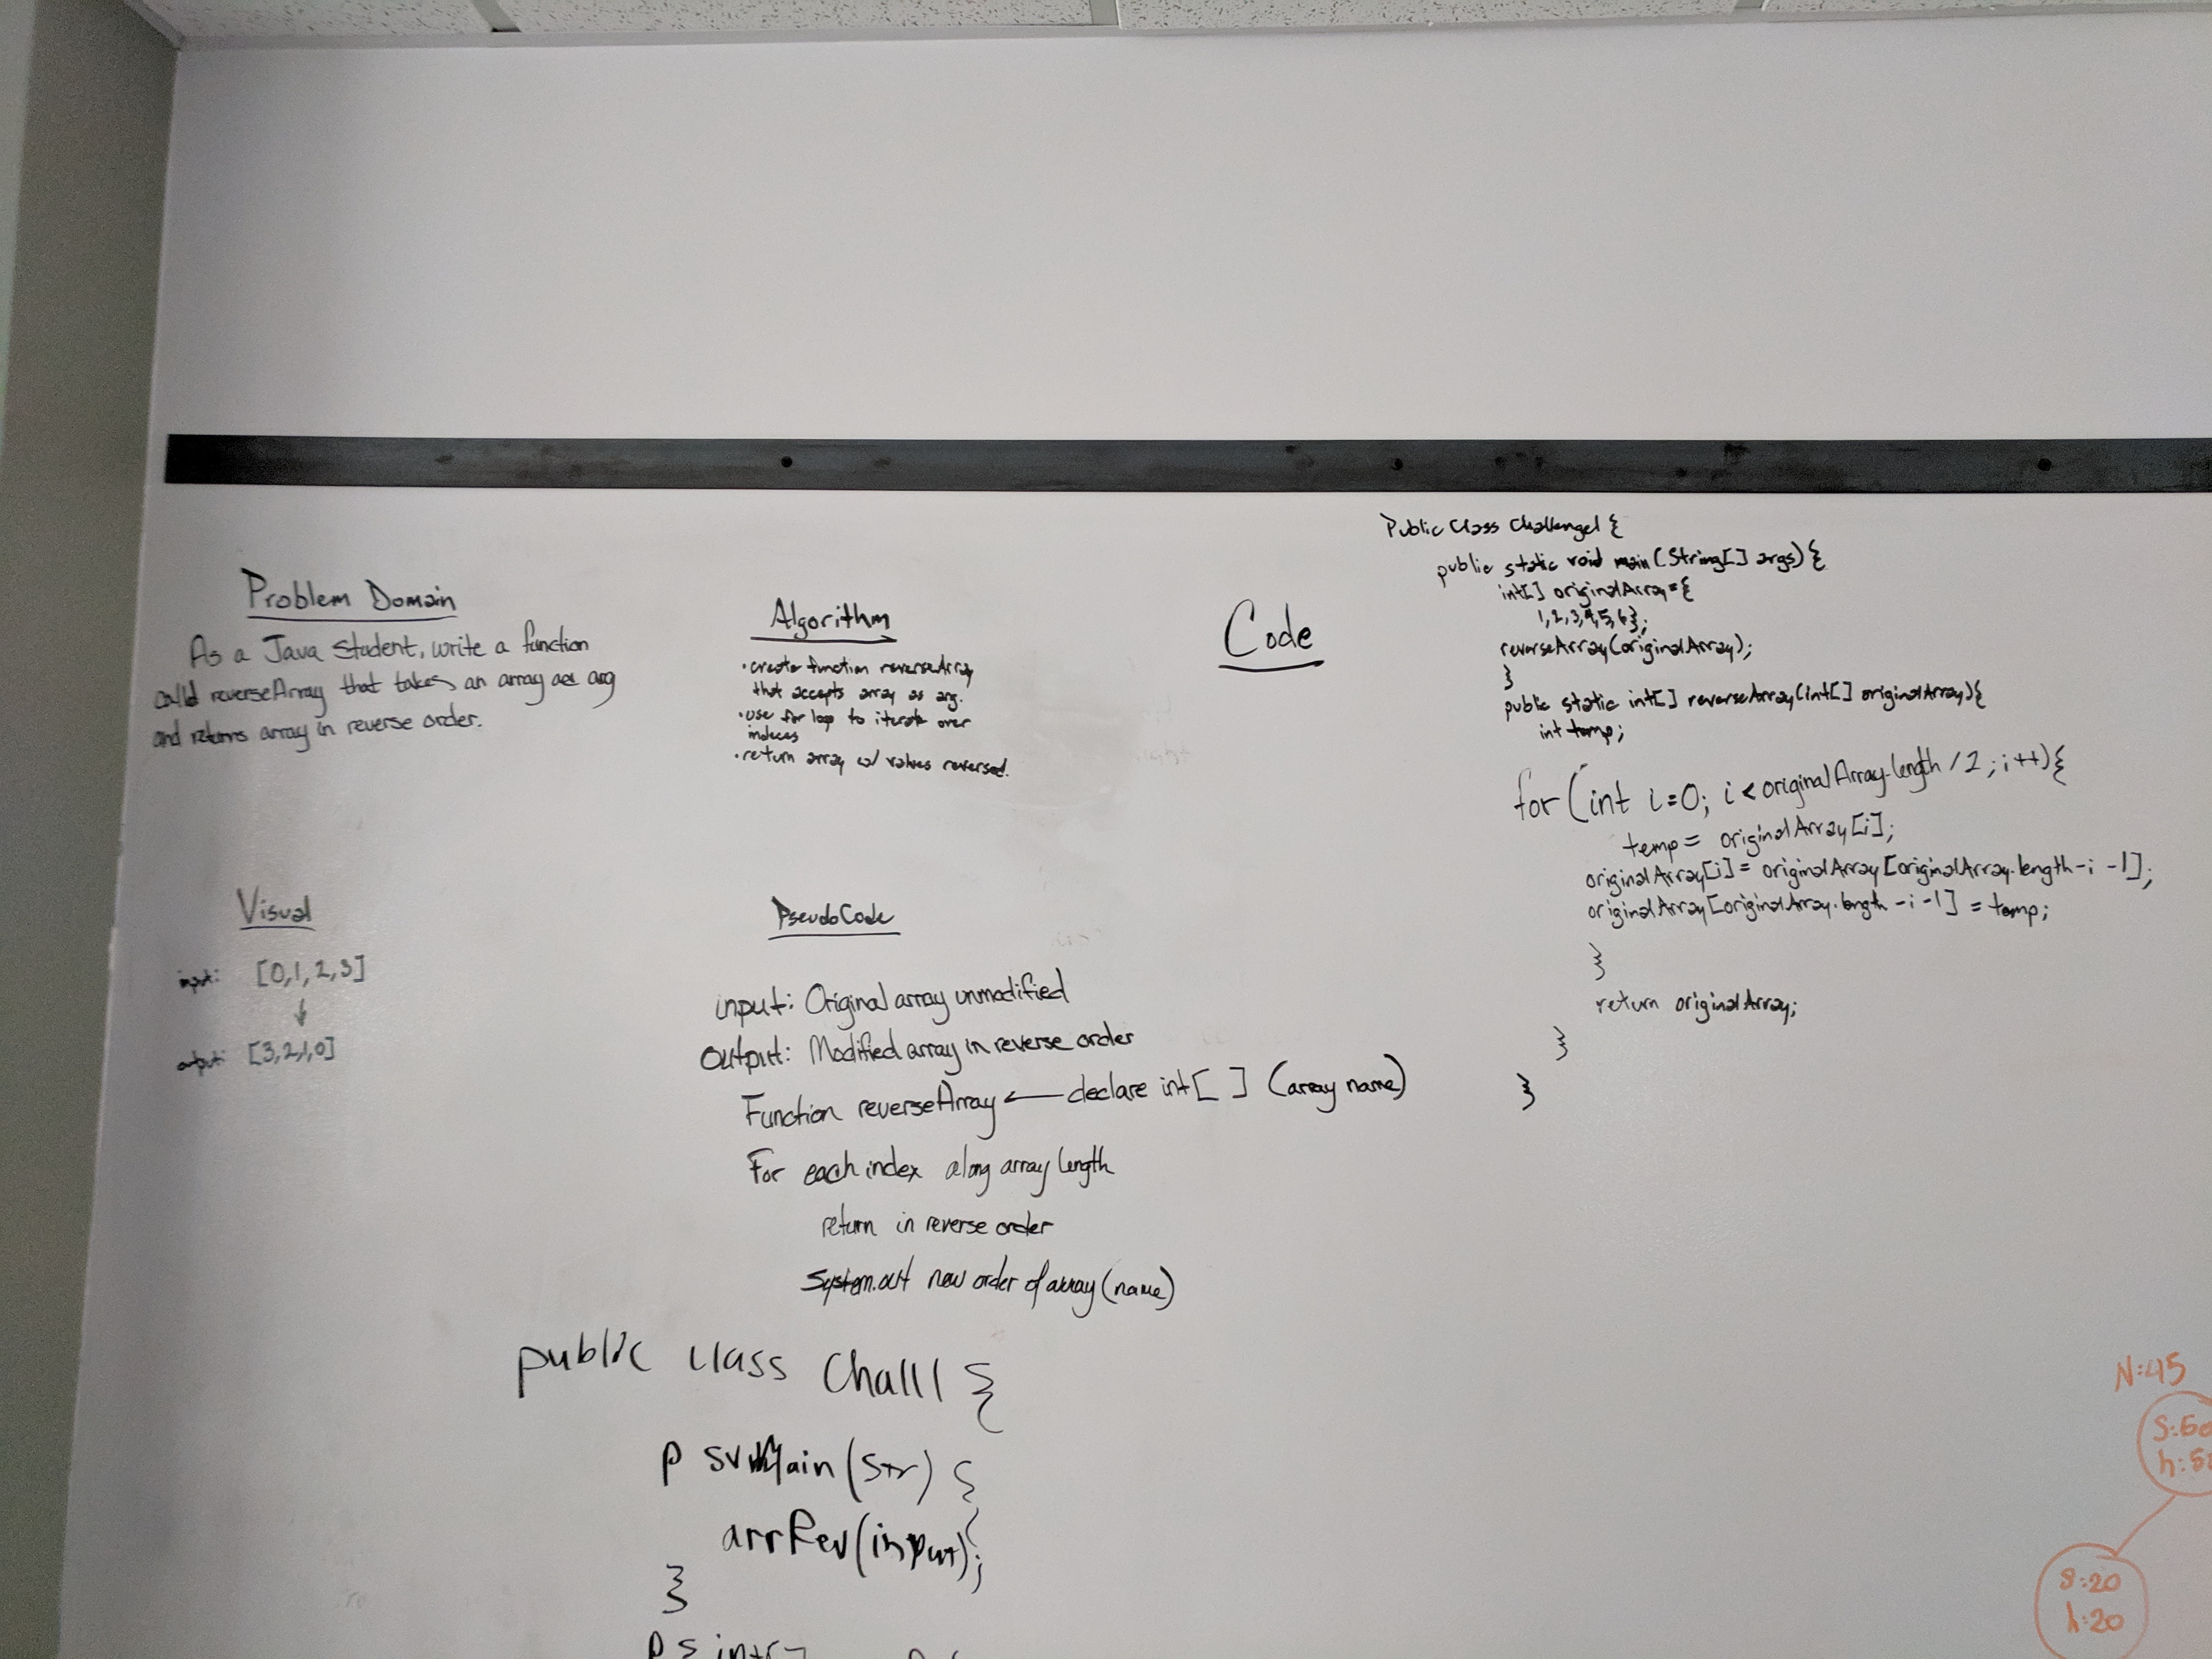 Problem Domain
As a Java Student, write a function
called reverseArray that takes an array as arg
and returns array in reverse order.
Visual
input: [0,1,2,3]
↓
output: [3,2,1,0]
Algorithm
• create function reverseArray
that accepts array as arg.
• use for loop to iterate over
indeces
• return array w/ values reversed.
PseudoCode
input: Original array unmodified
output: Modified array in reverse order
Function reverseArray ← declare int[ ] (array name)
For each index along array length
return in reverse order
System.out new order of array (name)
public class Chall1 {
p sv Main (Str) {
arrRev(input);
}
p s int
Code
Public Class Challenge1 {
public static void main (String[] args) {
int[] originalArray = {
1,2,3,4,5,6};
reverseArray(originalArray);
}
public static int[] reverseArray(int[] originalArray){
int temp;
for (int i=0; i < originalArray.length / 2 ; i++){
temp = originalArray[i];
originalArray[i] = originalArray[originalArray.length-i -1];
originalArray[originalArray.length -i -1] = temp;
}
return originalArray;
}
}
N:45
S:20
h:20